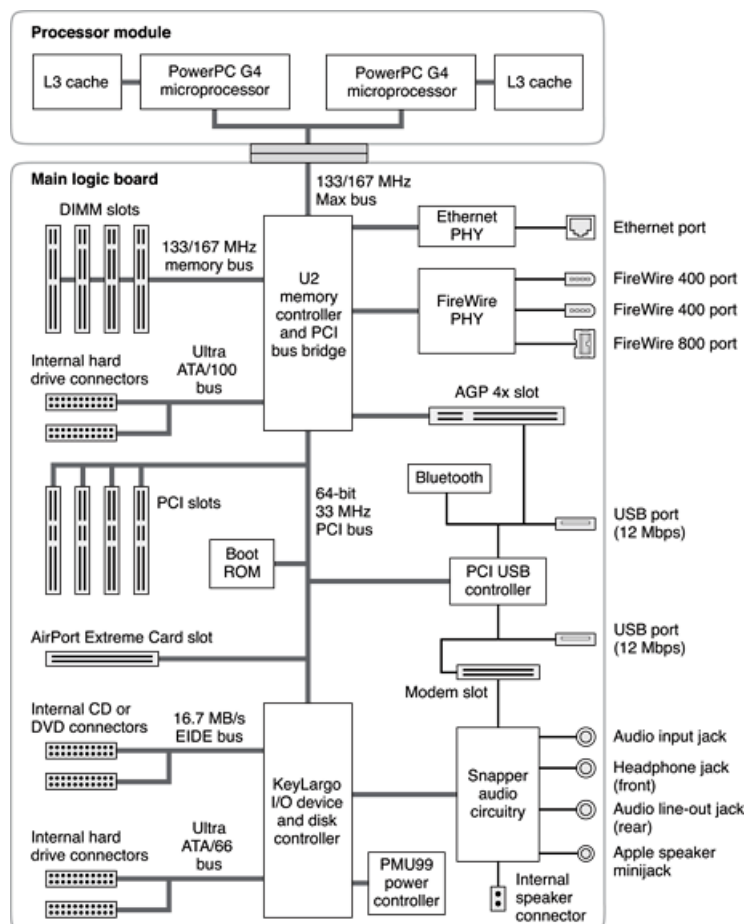 Processor module
L3 cache
PowerPC G4
microprocessor
PowerPC G4
microprocessor
L3 cache
Main logic board
133/167 MHz
Max bus
DIMM slots
133/167 MHz
memory bus
U2
memory
controller
and PCI
bus bridge
Ethernet
PHY
Ethernet port
FireWire
PHY
FireWire 400 port
FireWire 400 port
FireWire 800 port
Internal hard
drive connectors
Ultra
ATA/100
bus
AGP 4x slot
PCI slots
64-bit
33 MHz
PCI bus
Bluetooth
USB port
(12 Mbps)
Boot
ROM
PCI USB
controller
AirPort Extreme Card slot
USB port
(12 Mbps)
Modem slot
Internal CD or
DVD connectors
16.7 MB/s
EIDE bus
KeyLargo
I/O device
and disk
controller
Snapper
audio
circuitry
Audio input jack
Headphone jack
(front)
Audio line-out jack
(rear)
Apple speaker
minijack
Internal hard
drive connectors
Ultra
ATA/66
bus
PMU99
power
controller
Internal
speaker
connector